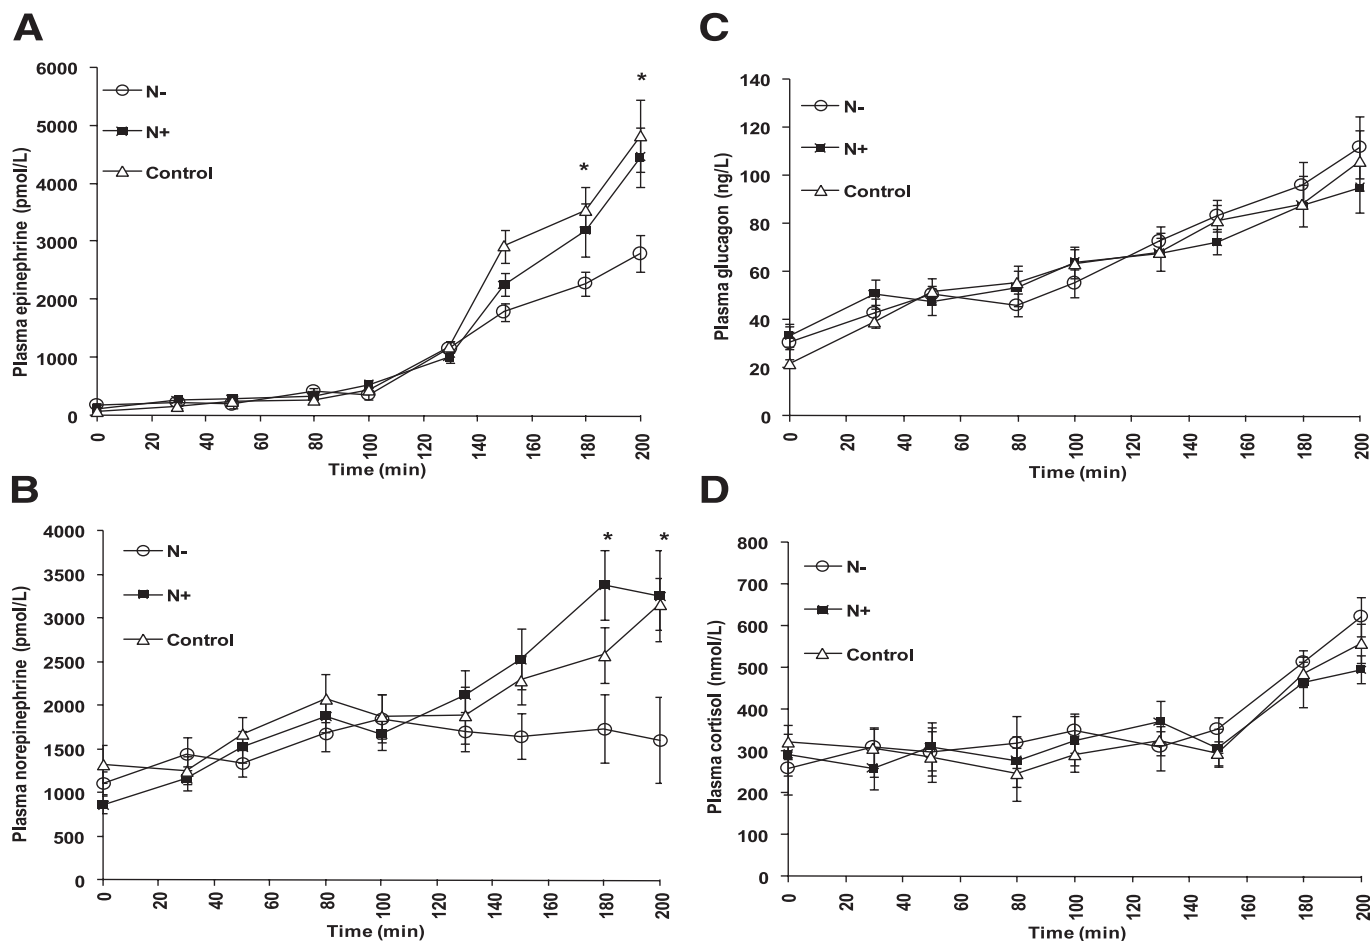 A
Plasma epinephrine (pmol/L)
6000
5000
4000
3000
2000
1000
0
N-
N+
Control
*
*
0 20 40 60 80 100 120 140 160 180 200
Time (min)
C
Plasma glucagon (ng/L)
140
120
100
80
60
40
20
0
N-
N+
Control
0 20 40 60 80 100 120 140 160 180 200
Time (min)
B
Plasma norepinephrine (pmol/L)
4000
3500
3000
2500
2000
1500
1000
500
0
N-
N+
Control
* *
0 20 40 60 80 100 120 140 160 180 200
Time (min)
D
Plasma cortisol (nmol/L)
800
700
600
500
400
300
200
100
0
N-
N+
Control
0 20 40 60 80 100 120 140 160 180 200
Time (min)